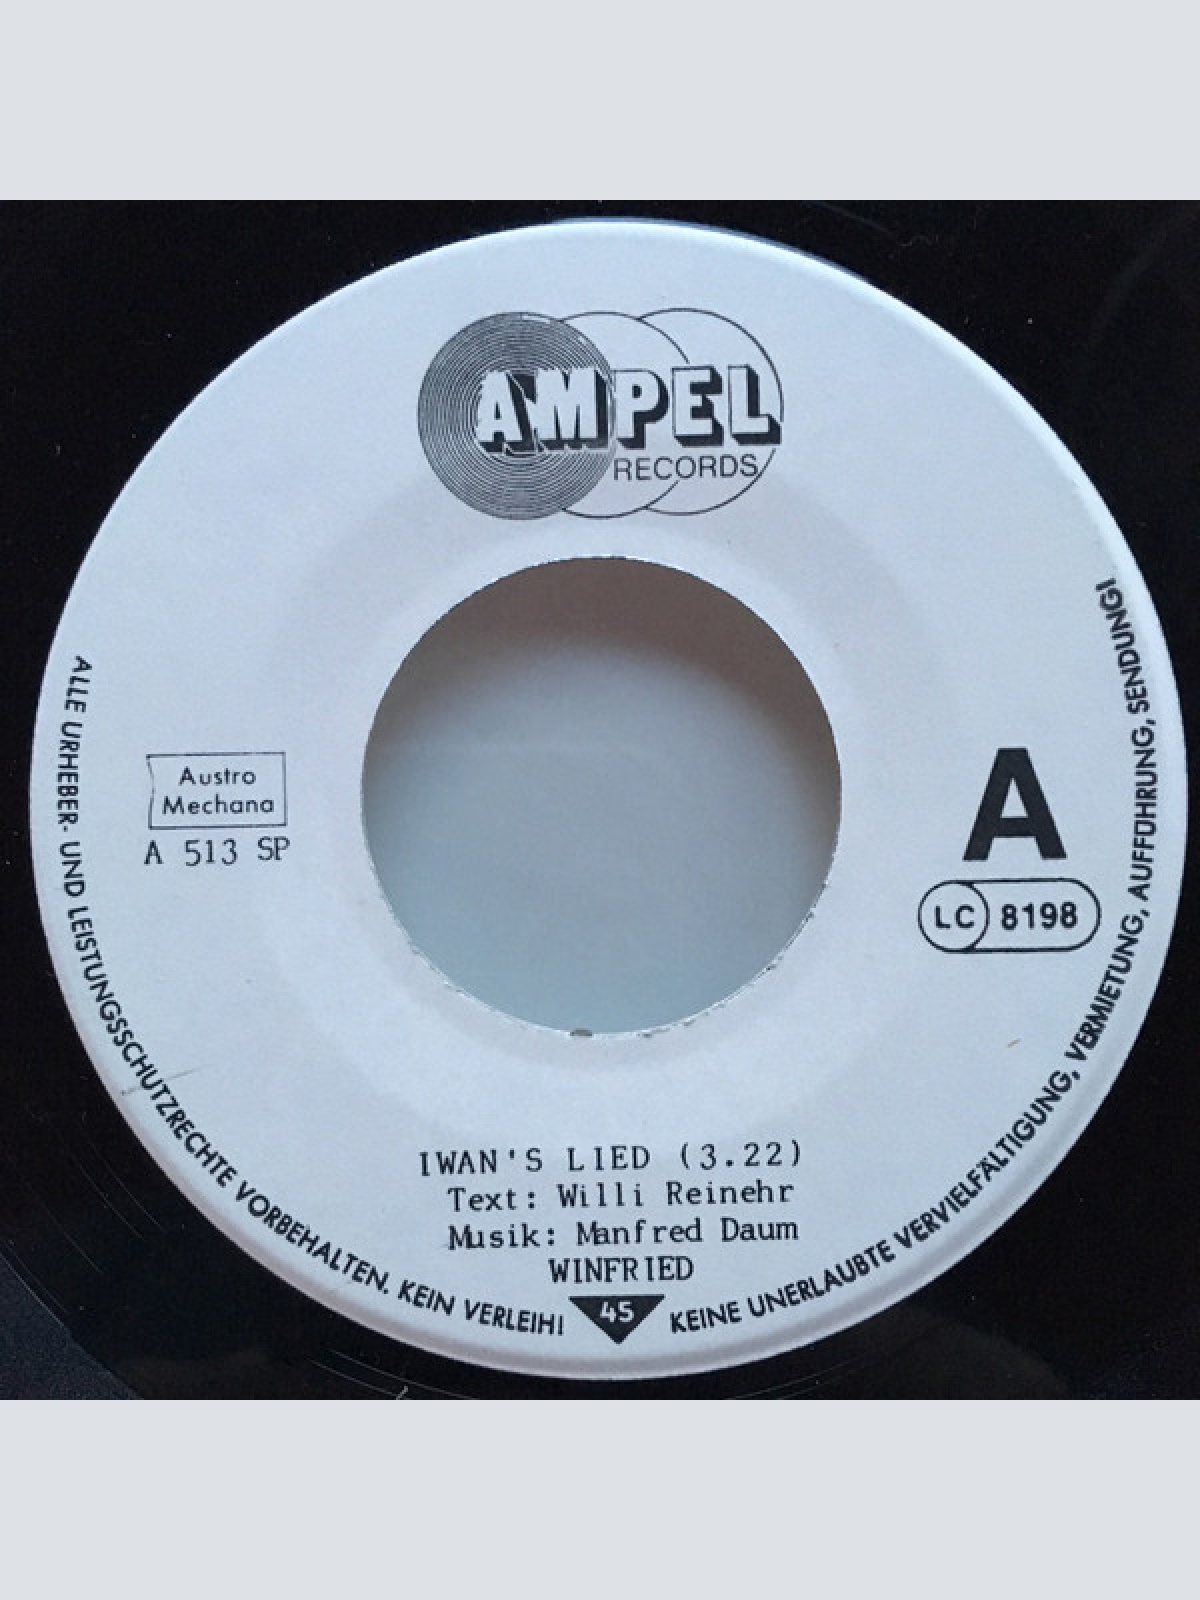 AMPEL
RECORDS
Austro
Mechana
A 513 SP
A
LC 8198
IWAN'S LIED (3.22)
Text: Willi Reinehr
Musik: Manfred Daum
WINFRIED
45
ALLE URHEBER- UND LEISTUNGSSCHUTZRECHTE VORBEHALTEN. KEIN VERLEIH!
KEINE UNERLAUBTE VERVIELFÄLTIGUNG, VERMIETUNG, AUFFÜHRUNG, SENDUNG!